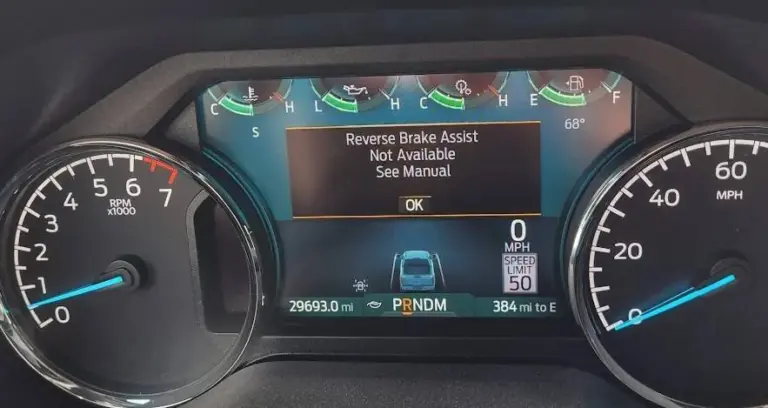 C H L H C H E F
S 68°
Reverse Brake Assist
Not Available
See Manual
OK
0
MPH
SPEED
LIMIT
50
29693.0 mi PRNDM 384 mi to E
0
1
2
3
4
5
6
7
RPM
x1000
0
20
40
60
MPH